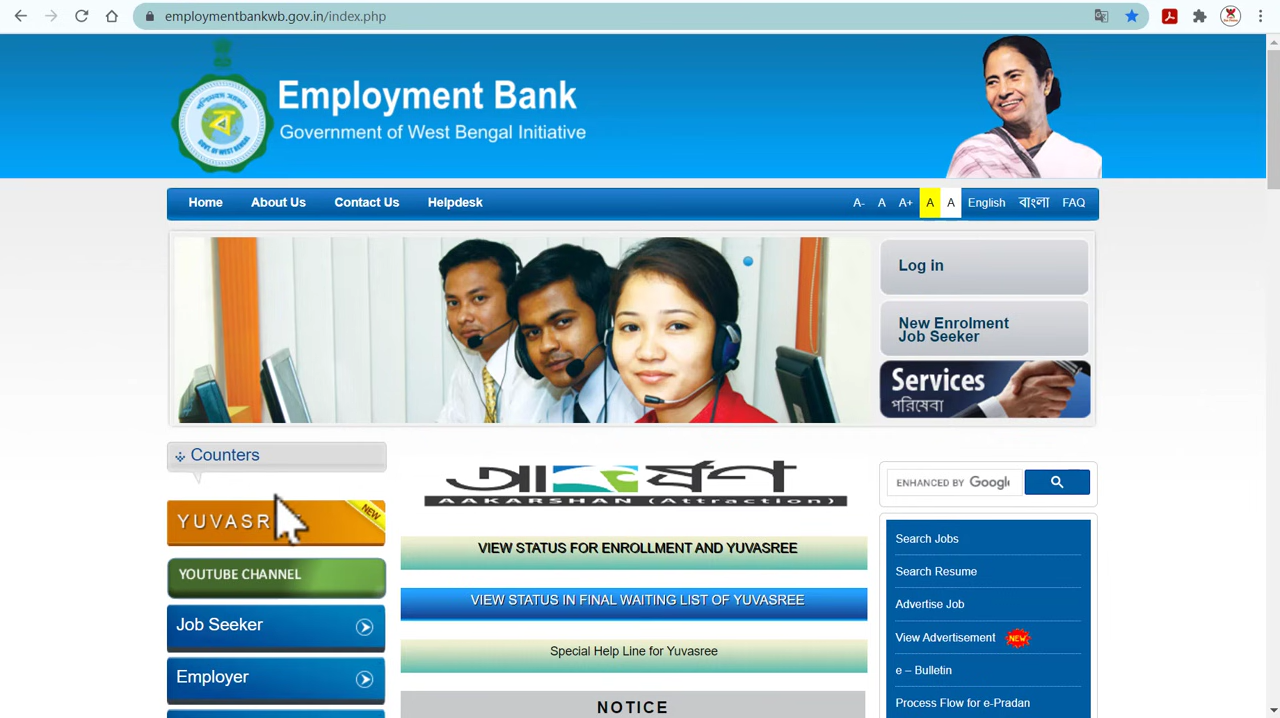 employmentbankwb.gov.in/index.php
Employment Bank
Government of West Bengal Initiative
Home About Us Contact Us Helpdesk A- A A+ A A English বাংলা FAQ
Log in
New Enrolment
Job Seeker
Services
পরিষেবা
Counters
YUVASR
NEW
YOUTUBE CHANNEL
Job Seeker
Employer
আকর্ষণ
AAKARSHAN (Attraction)
VIEW STATUS FOR ENROLLMENT AND YUVASREE
VIEW STATUS IN FINAL WAITING LIST OF YUVASREE
Special Help Line for Yuvasree
NOTICE
ENHANCED BY Google
Search Jobs
Search Resume
Advertise Job
View Advertisement NEW
e – Bulletin
Process Flow for e-Pradan